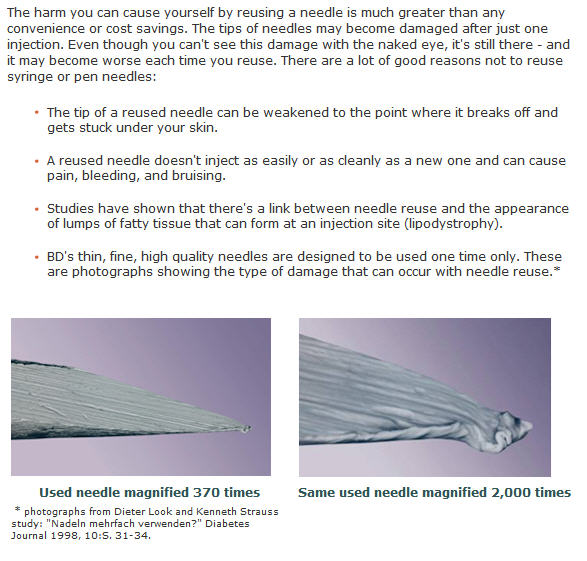 The harm you can cause yourself by reusing a needle is much greater than any
convenience or cost savings. The tips of needles may become damaged after just one
injection. Even though you can't see this damage with the naked eye, it's still there - and
it may become worse each time you reuse. There are a lot of good reasons not to reuse
syringe or pen needles:
• The tip of a reused needle can be weakened to the point where it breaks off and
gets stuck under your skin.
• A reused needle doesn't inject as easily or as cleanly as a new one and can cause
pain, bleeding, and bruising.
• Studies have shown that there's a link between needle reuse and the appearance
of lumps of fatty tissue that can form at an injection site (lipodystrophy).
• BD's thin, fine, high quality needles are designed to be used one time only. These
are photographs showing the type of damage that can occur with needle reuse.*
Used needle magnified 370 times
Same used needle magnified 2,000 times
* photographs from Dieter Look and Kenneth Strauss
study: "Nadeln mehrfach verwenden?" Diabetes
Journal 1998, 10:S. 31-34.